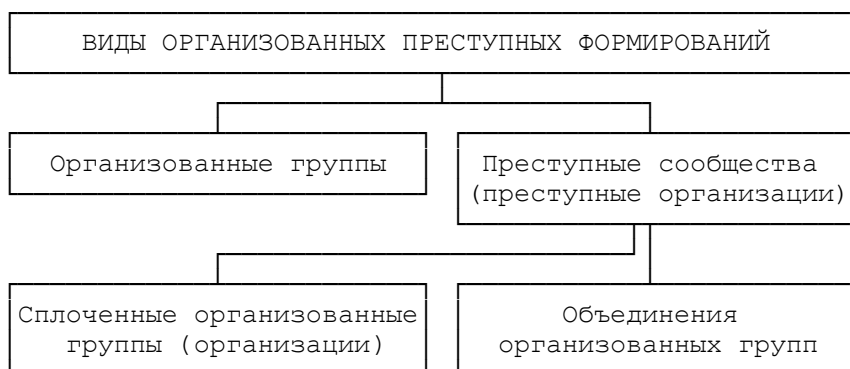 ВИДЫ ОРГАНИЗОВАННЫХ ПРЕСТУПНЫХ ФОРМИРОВАНИЙ
Организованные группы
Преступные сообщества
(преступные организации)
Сплоченные организованные
группы (организации)
Объединения
организованных групп